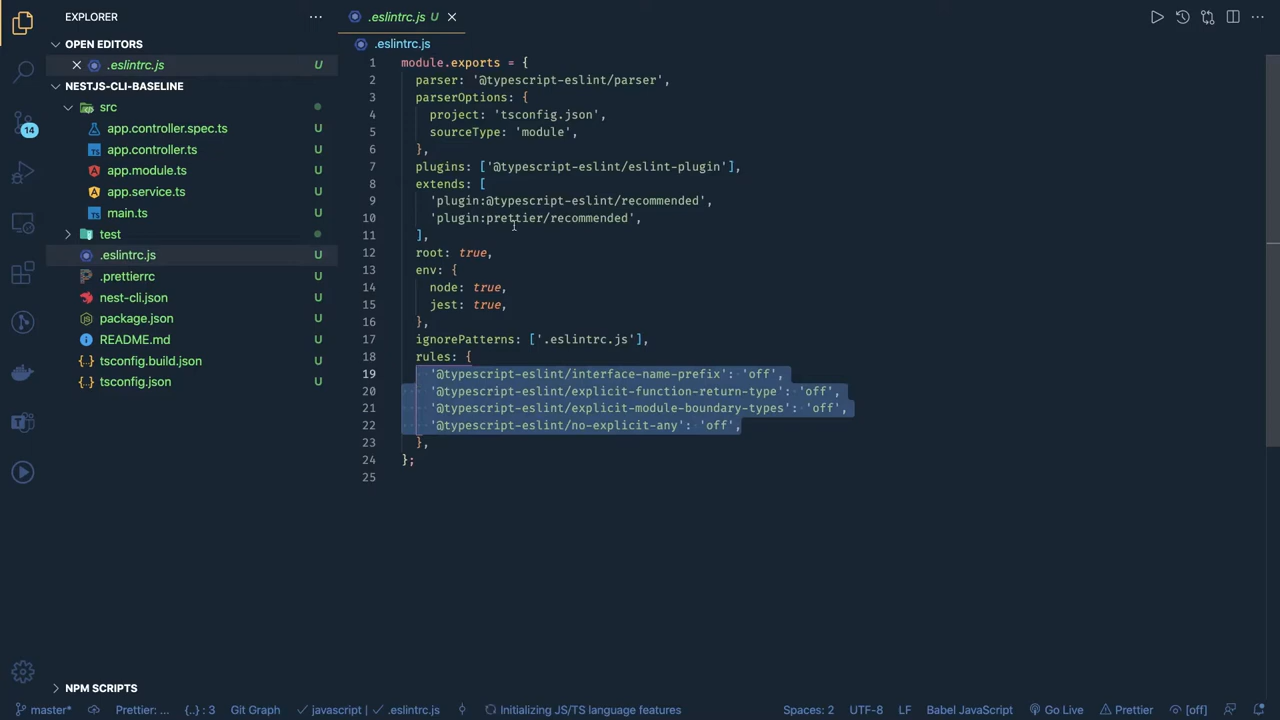 EXPLORER
.eslintrc.js U
OPEN EDITORS
.eslintrc.js U
NESTJS-CLI-BASELINE
src
app.controller.spec.ts U
app.controller.ts U
app.module.ts U
app.service.ts U
main.ts U
test
.eslintrc.js U
.prettierrc U
nest-cli.json U
package.json U
README.md U
tsconfig.build.json U
tsconfig.json U
14
NPM SCRIPTS
.eslintrc.js
1 module.exports = {
2 parser: '@typescript-eslint/parser',
3 parserOptions: {
4 project: 'tsconfig.json',
5 sourceType: 'module',
6 },
7 plugins: ['@typescript-eslint/eslint-plugin'],
8 extends: [
9 'plugin:@typescript-eslint/recommended',
10 'plugin:prettier/recommended',
11 ],
12 root: true,
13 env: {
14 node: true,
15 jest: true,
16 },
17 ignorePatterns: ['.eslintrc.js'],
18 rules: {
19 '@typescript-eslint/interface-name-prefix': 'off',
20 '@typescript-eslint/explicit-function-return-type': 'off',
21 '@typescript-eslint/explicit-module-boundary-types': 'off',
22 '@typescript-eslint/no-explicit-any': 'off',
23 },
24 };
25
master* Prettier: ... {..} : 3 Git Graph javascript | .eslintrc.js Initializing JS/TS language features Spaces: 2 UTF-8 LF Babel JavaScript Go Live Prettier [off]